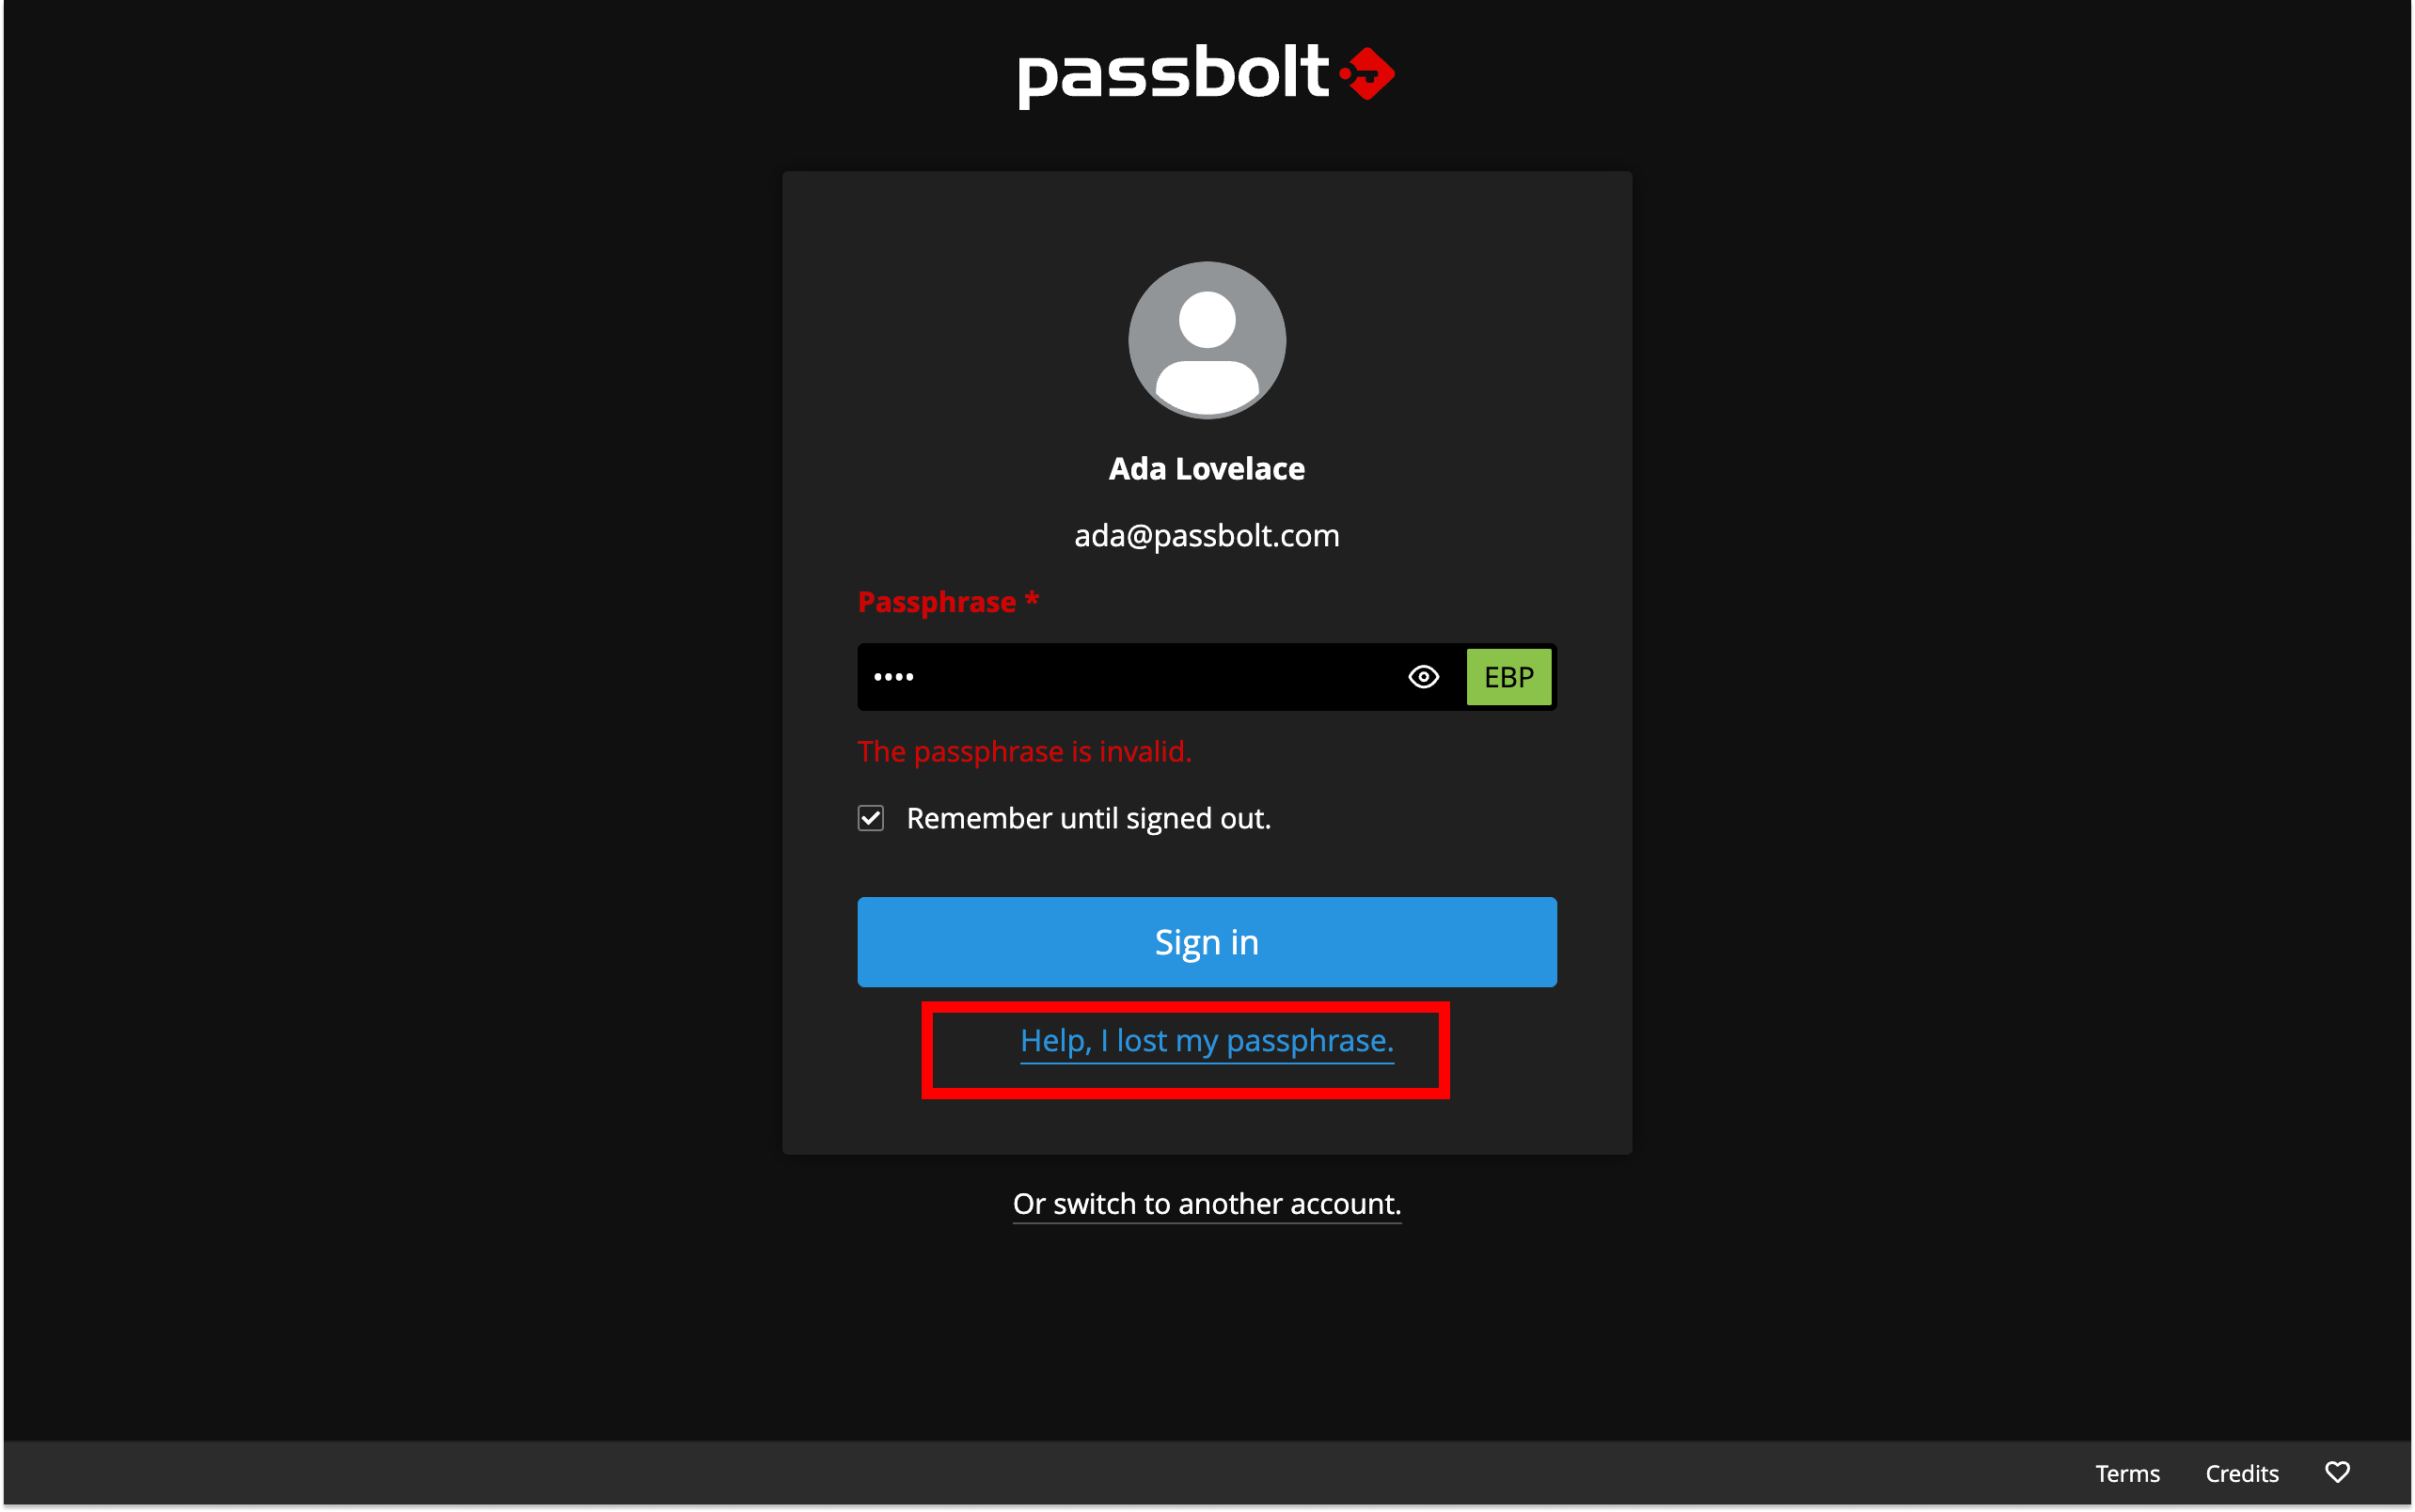 passbolt
Ada Lovelace
ada@passbolt.com
Passphrase *
••••
EBP
The passphrase is invalid.
Remember until signed out.
Sign in
Help, I lost my passphrase.
Or switch to another account.
Terms Credits